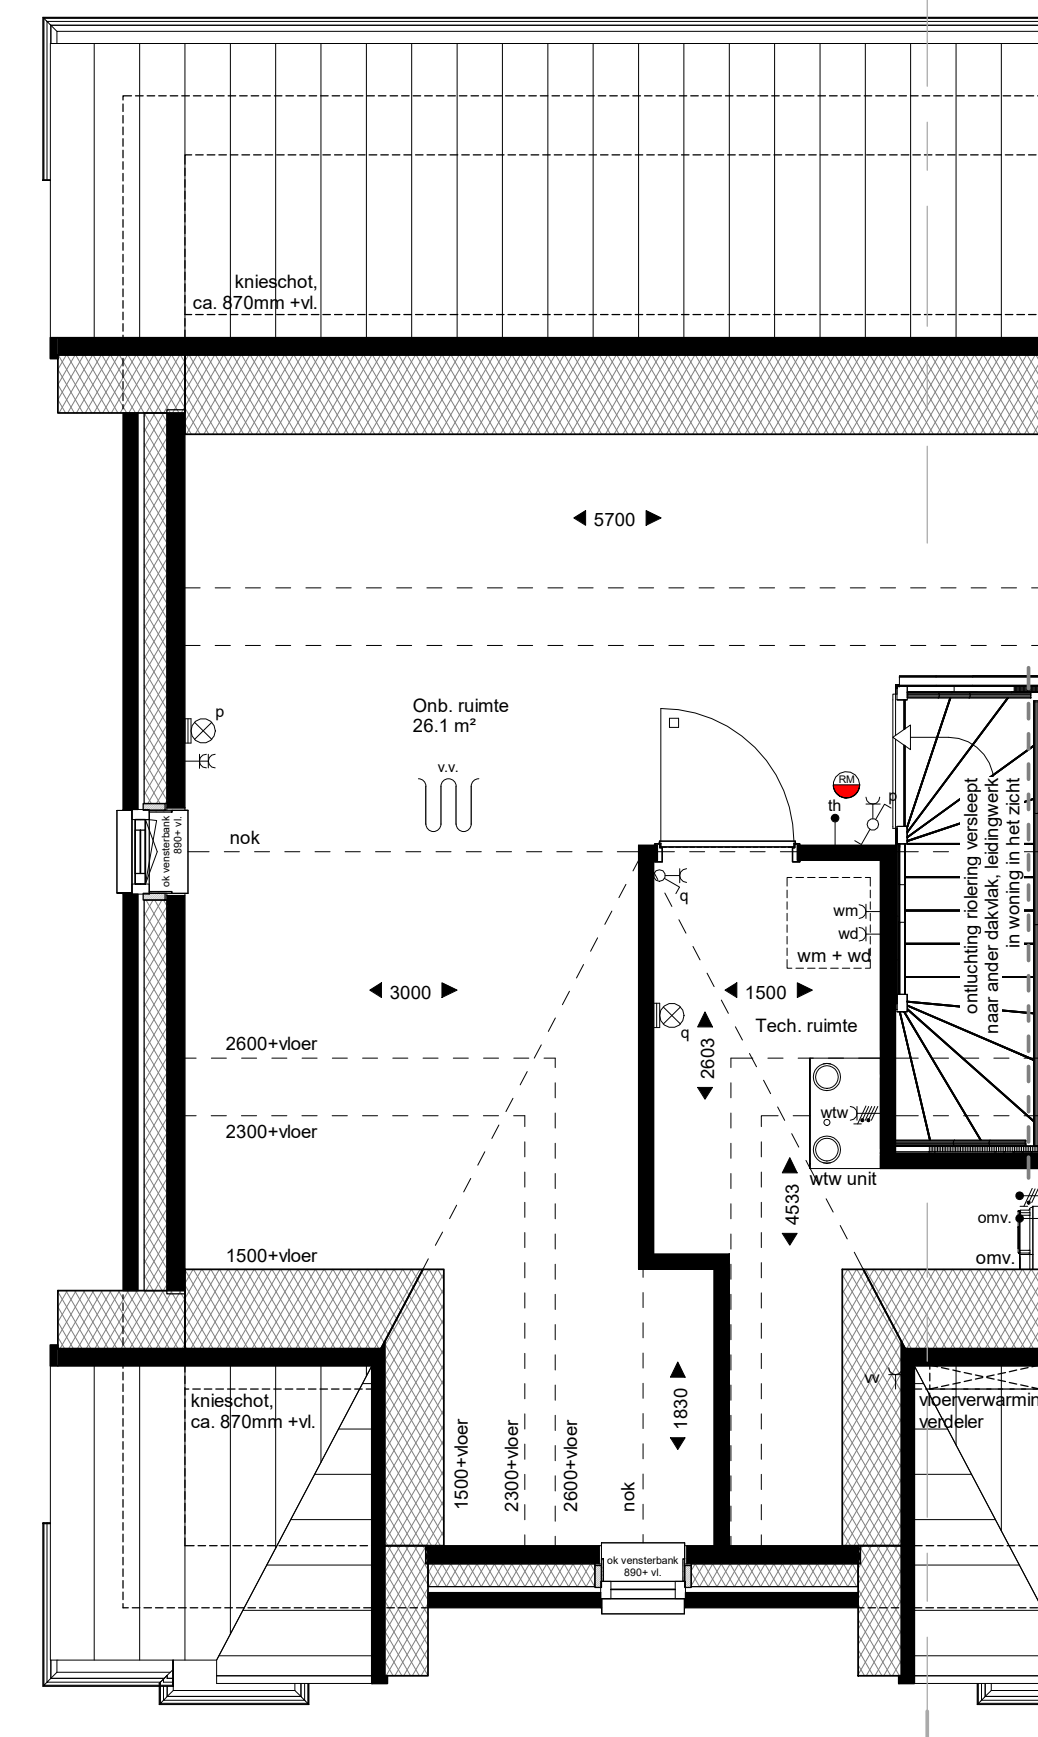 knieschot,
ca. 870mm +vl.
5700
Onb. ruimte
26.1 m²
p
v.v.
RM
th
p
nok
ok vensterbank
890+ vl.
ontluchting riolering versleept
naar ander dakvlak, leidingwerk
in woning in het zicht
q
wm
wd
wm + wd
3000
1500
2603
q
Tech. ruimte
2600+vloer
2300+vloer
wtw
wtw unit
4533
omv.
omv.
1500+vloer
knieschot,
ca. 870mm +vl.
1830
vv
vloerverwarmin
verdeler
1500+vloer
2300+vloer
2600+vloer
nok
ok vensterbank
890+ vl.